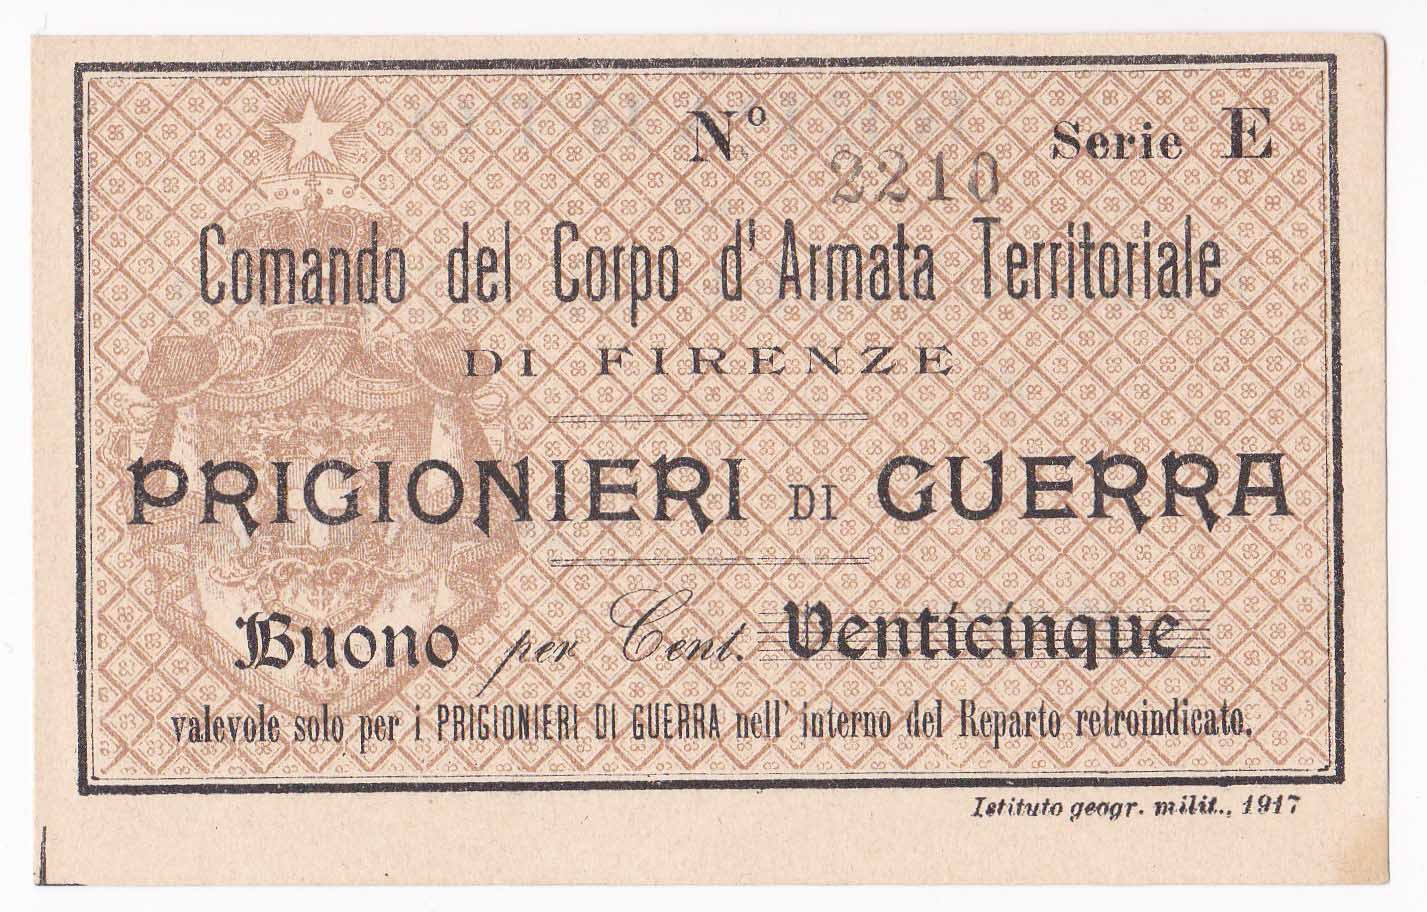 Nº 2210 Serie E
Comando del Corpo d'Armata Territoriale
DI FIRENZE
PRIGIONIERI DI GUERRA
Buono per Cent. Venticinque
valevole solo per i PRIGIONIERI DI GUERRA nell' interno del Reparto retroindicato.
Istituto geogr. milit., 1917